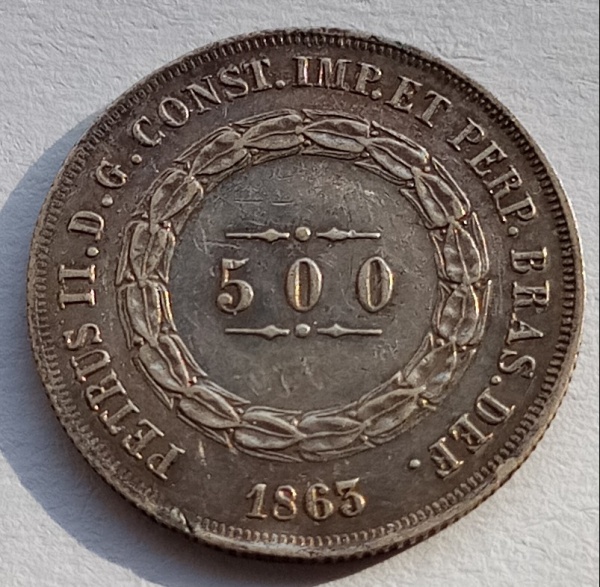 PETRUS II. D. G. CONST. IMP. ET PERP. BRAS. DEF.
500
1863